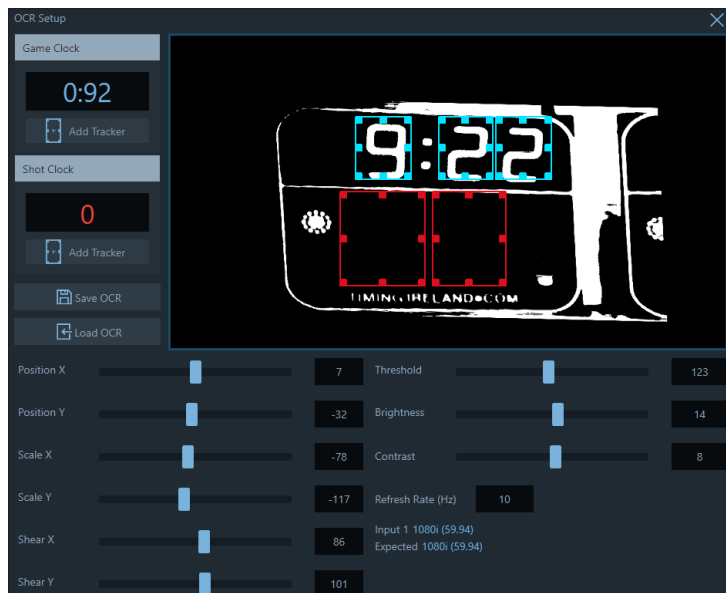 OCR Setup
Game Clock
0:92
Add Tracker
Shot Clock
0
Add Tracker
Save OCR
Load OCR
9:22
TIMING.IRELAND●COM
Position X 7
Position Y -32
Scale X -78
Scale Y -117
Shear X 86
Shear Y 101
Threshold 123
Brightness 14
Contrast 8
Refresh Rate (Hz) 10
Input 1 1080i (59.94)
Expected 1080i (59.94)